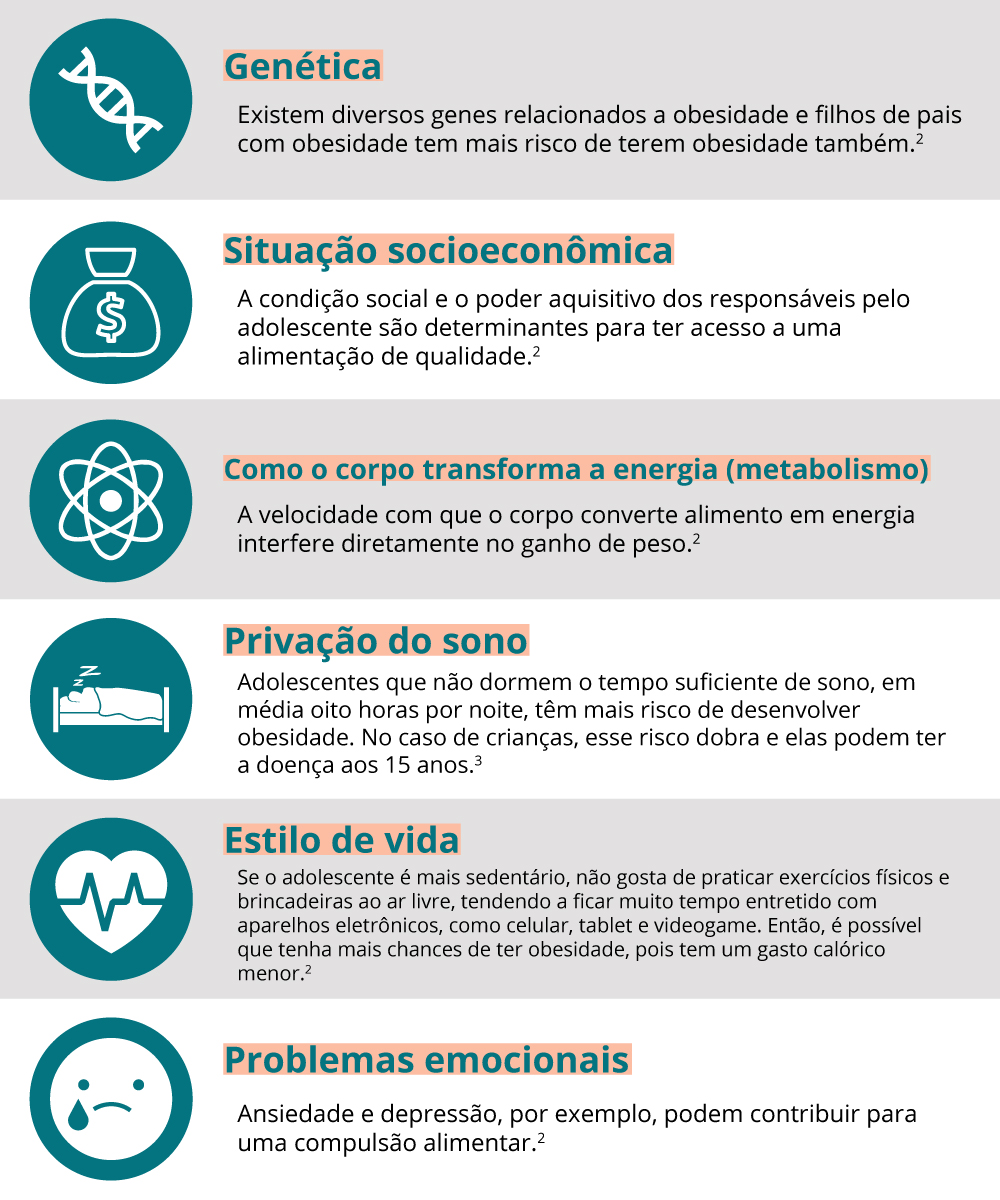 Genética
Existem diversos genes relacionados a obesidade e filhos de pais
com obesidade tem mais risco de terem obesidade também.²
Situação socioeconômica
A condição social e o poder aquisitivo dos responsáveis pelo
adolescente são determinantes para ter acesso a uma
alimentação de qualidade.²
$
Como o corpo transforma a energia (metabolismo)
A velocidade com que o corpo converte alimento em energia
interfere diretamente no ganho de peso.²
Privação do sono
z Z
Adolescentes que não dormem o tempo suficiente de sono, em
média oito horas por noite, têm mais risco de desenvolver
obesidade. No caso de crianças, esse risco dobra e elas podem ter
a doença aos 15 anos.³
Estilo de vida
Se o adolescente é mais sedentário, não gosta de praticar exercícios físicos e
brincadeiras ao ar livre, tendendo a ficar muito tempo entretido com
aparelhos eletrônicos, como celular, tablet e videogame. Então, é possível
que tenha mais chances de ter obesidade, pois tem um gasto calórico
menor.²
Problemas emocionais
Ansiedade e depressão, por exemplo, podem contribuir para
uma compulsão alimentar.²